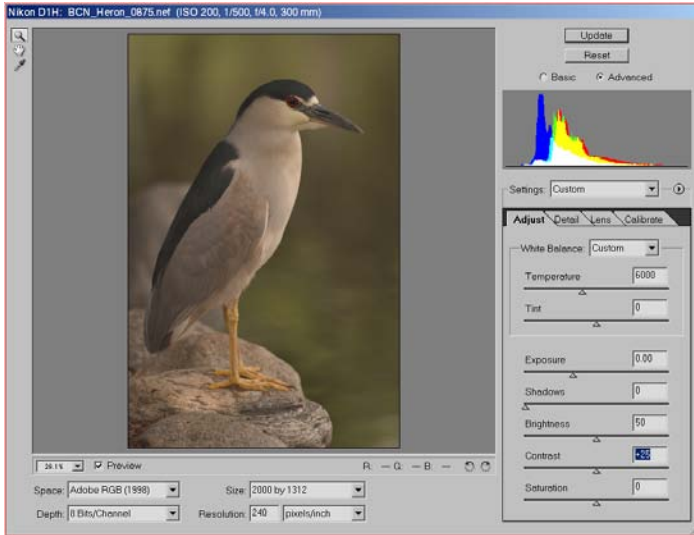 Nikon D1H: BCN_Heron_0875.nef (ISO 200, 1/500, f/4.0, 300 mm)
Update
Reset
Basic Advanced
Settings: Custom
Adjust Detail Lens Calibrate
White Balance: Custom
Temperature 6000
Tint 0
Exposure 0.00
Shadows 0
Brightness 50
Contrast
Saturation 0
Preview R: — G: — B: —
Space: Adobe RGB (1998) Size: 2000 by 1312
Depth: 8 Bits/Channel Resolution: 240 pixels/inch